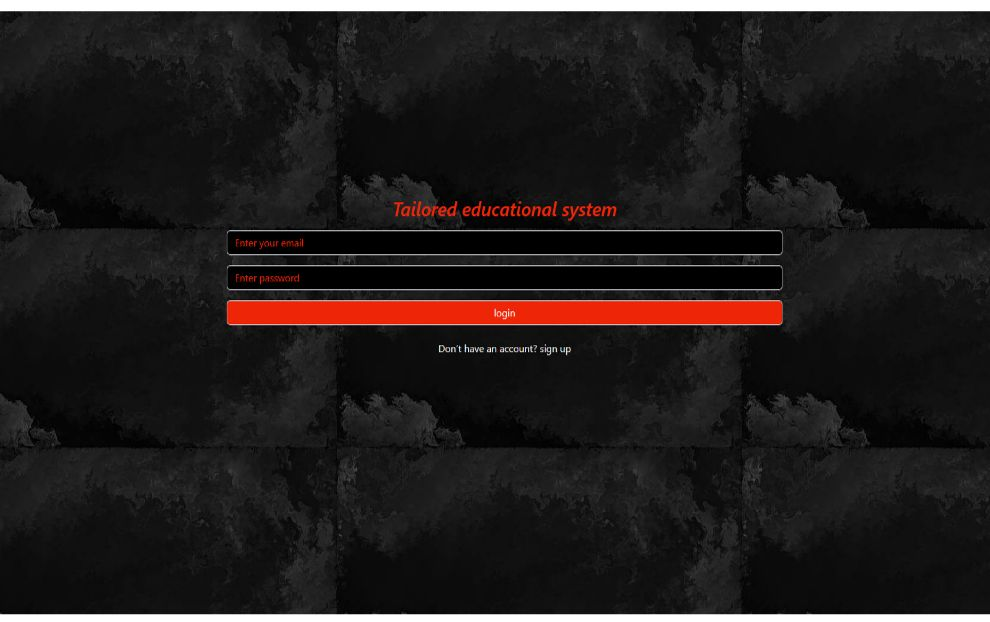 Tailored educational system
Enter your email
Enter password
login
Don't have an account? sign up